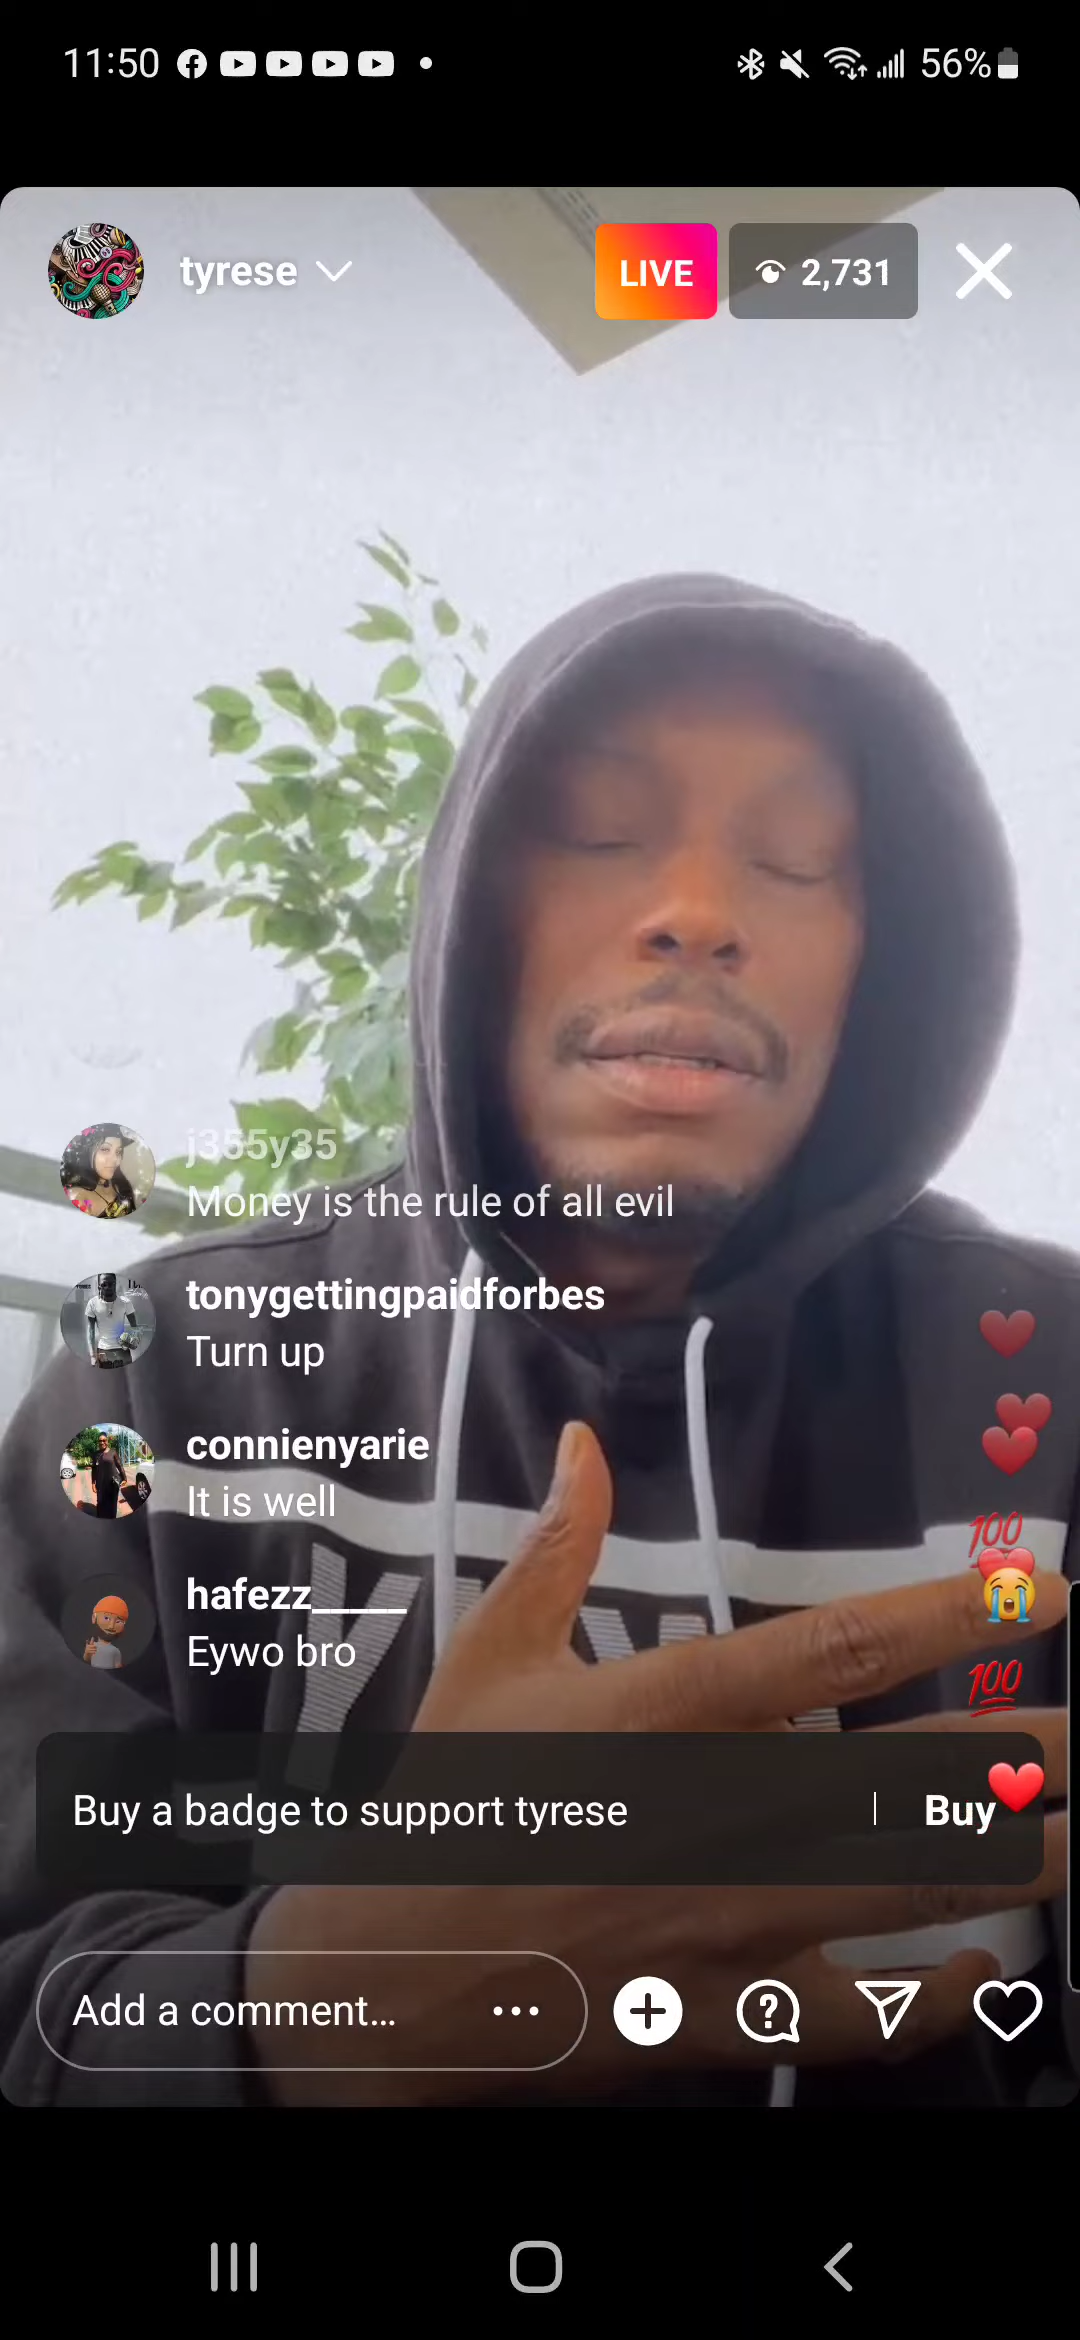 11:50
56%
tyrese
LIVE
2,731
j355y35
Money is the rule of all evil
tonygettingpaidforbes
Turn up
connienyarie
It is well
hafezz_____
Eywo bro
100
100
Buy a badge to support tyrese
Buy
Add a comment...